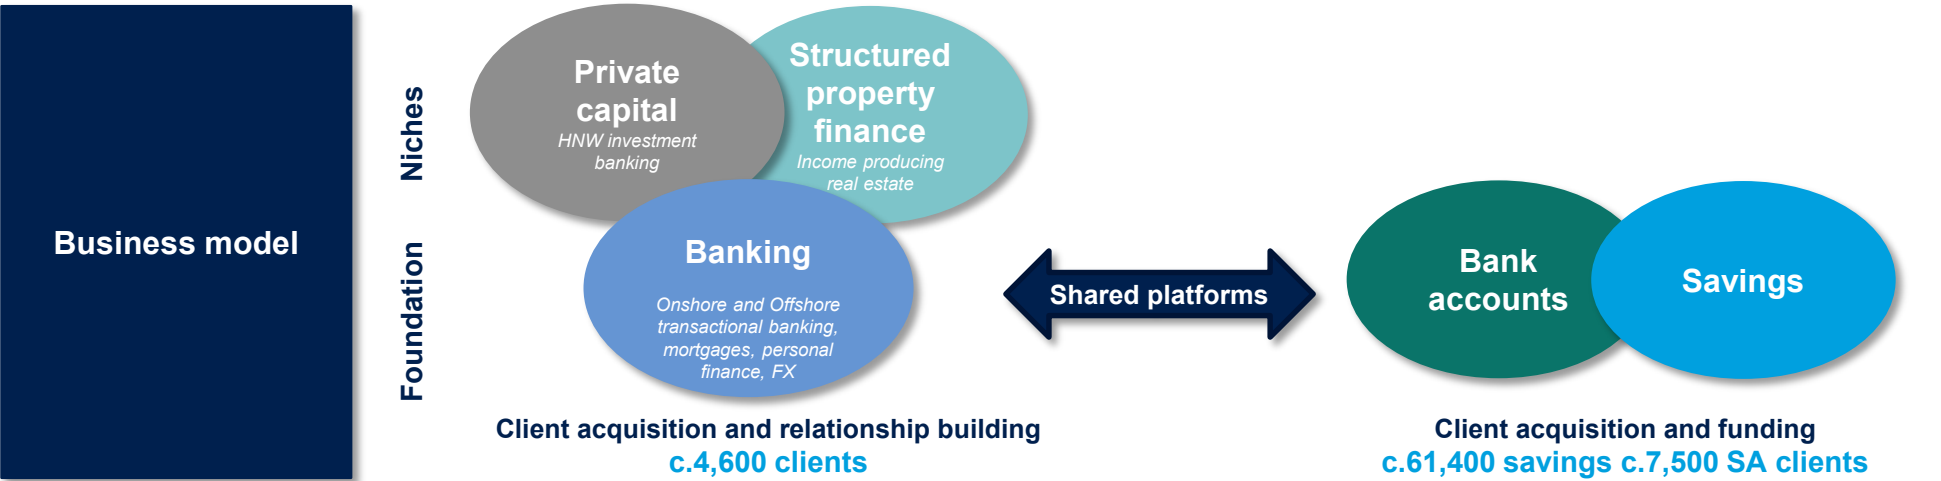 Business model
Niches
Foundation
Private
capital
HNW investment
banking
Structured
property
finance
Income producing
real estate
Banking
Onshore and Offshore
transactional banking,
mortgages, personal
finance, FX
Client acquisition and relationship building
c.4,600 clients
Shared platforms
Bank
accounts
Savings
Client acquisition and funding
c.61,400 savings c.7,500 SA clients